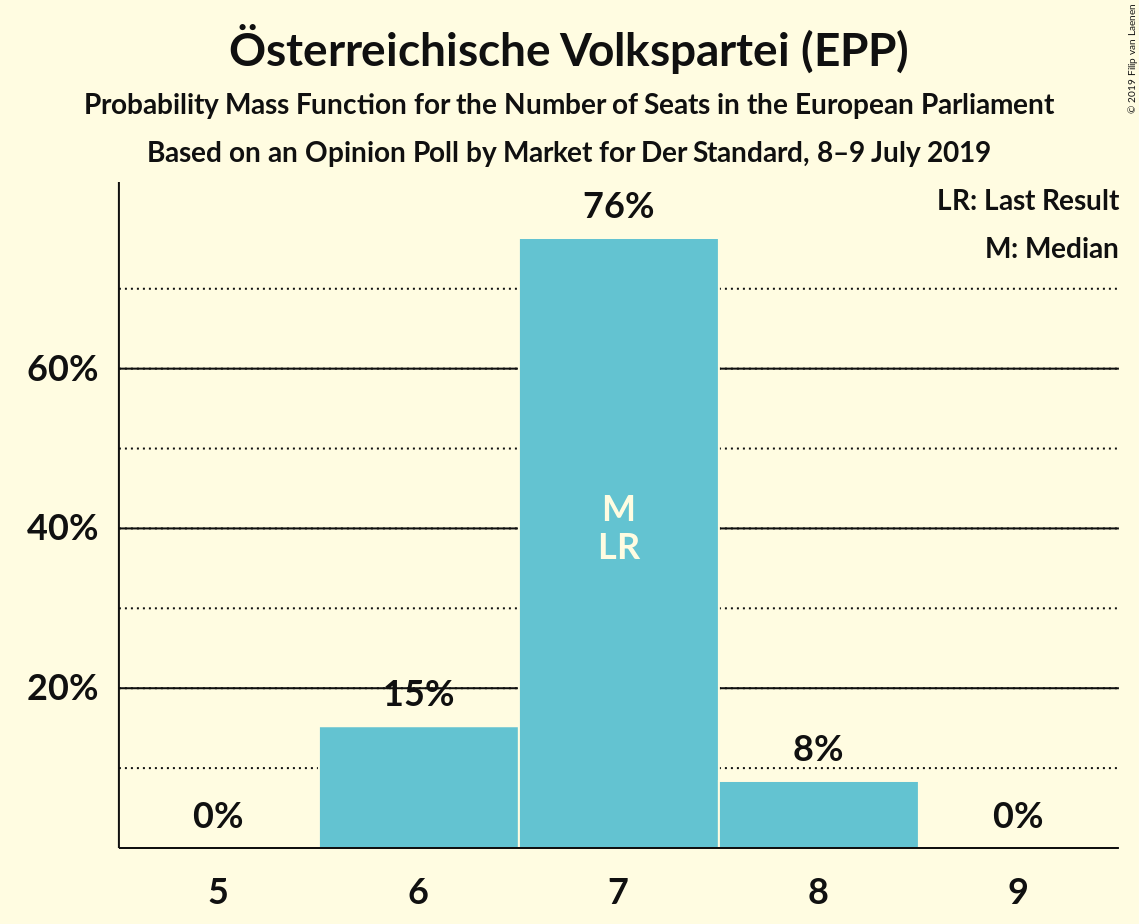 Österreichische Volkspartei (EPP)
Probability Mass Function for the Number of Seats in the European Parliament
Based on an Opinion Poll by Market for Der Standard, 8–9 July 2019
© 2019 Filip van Laenen
LR: Last Result
M: Median
76%
60%
M
LR
40%
20%
15%
8%
0%
0%
5 6 7 8 9